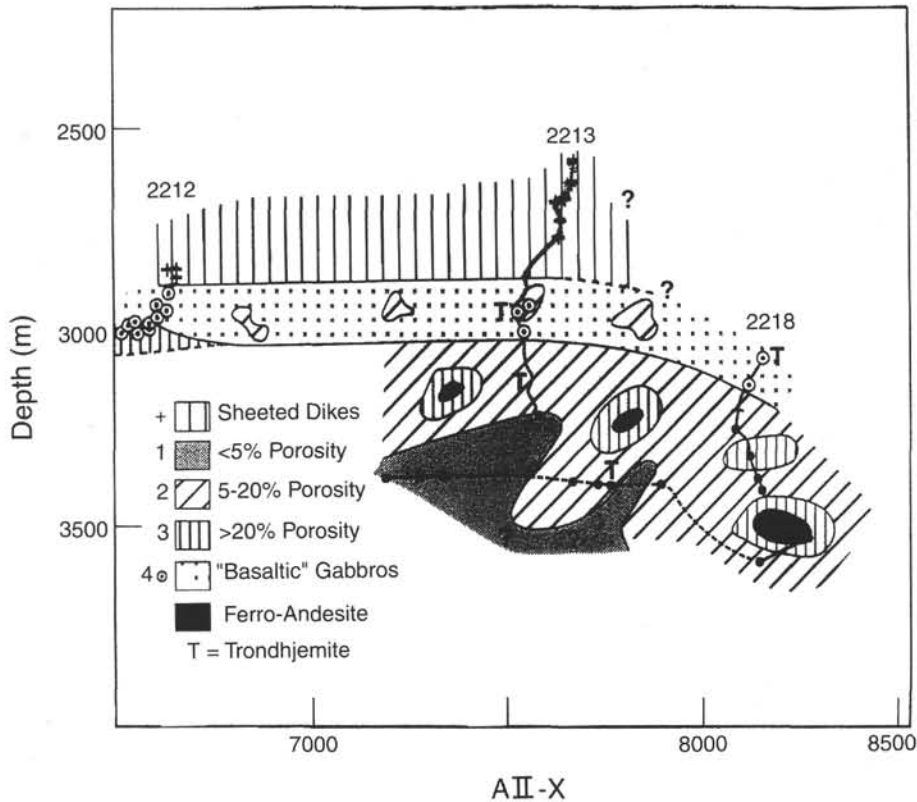 2500
3000
3500
Depth (m)
2212
2213
2218
?
?
T
T
T
T
+ Sheeted Dikes
1 <5% Porosity
2 5-20% Porosity
3 >20% Porosity
4 "Basaltic" Gabbros
Ferro-Andesite
T = Trondhjemite
7000
8000
8500
AII-X